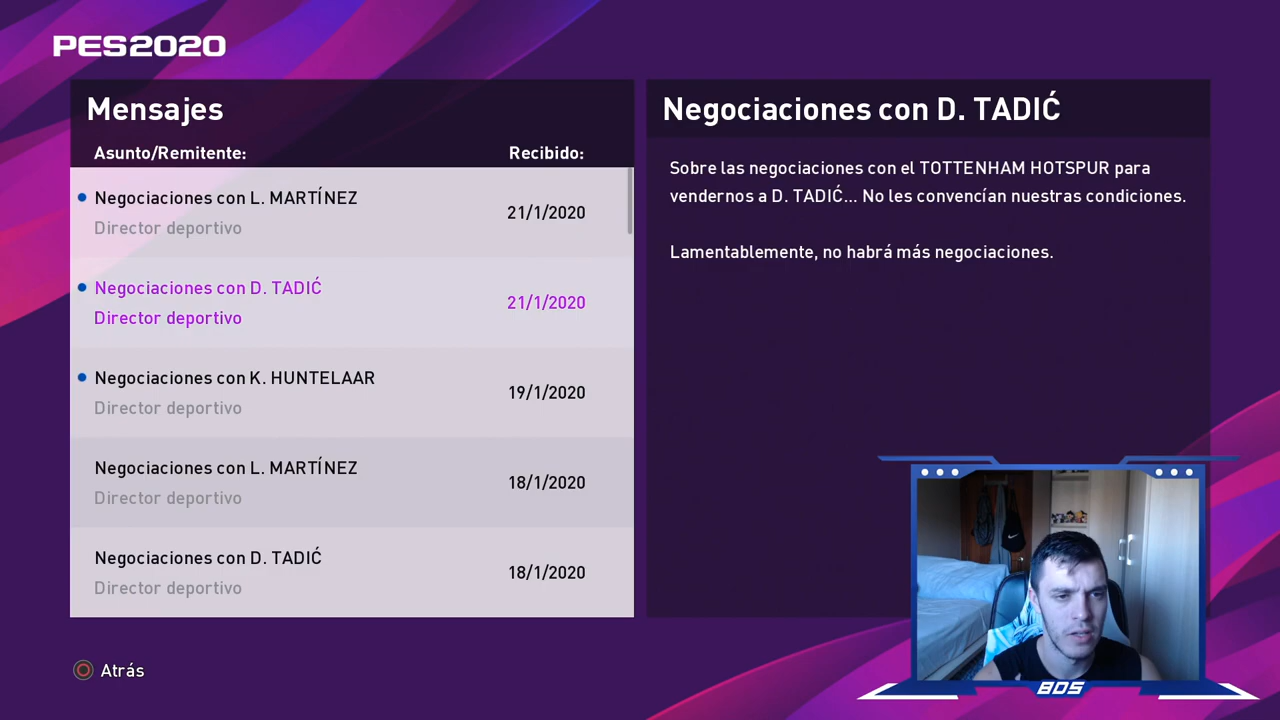 PES2020
Mensajes
Asunto/Remitente:
Recibido:
Negociaciones con L. MARTÍNEZ
Director deportivo
21/1/2020
Negociaciones con D. TADIĆ
Director deportivo
21/1/2020
Negociaciones con K. HUNTELAAR
Director deportivo
19/1/2020
Negociaciones con L. MARTÍNEZ
Director deportivo
18/1/2020
Negociaciones con D. TADIĆ
Director deportivo
18/1/2020
Negociaciones con D. TADIĆ
Sobre las negociaciones con el TOTTENHAM HOTSPUR para
vendernos a D. TADIĆ... No les convencían nuestras condiciones.
Lamentablemente, no habrá más negociaciones.
Atrás
BDS